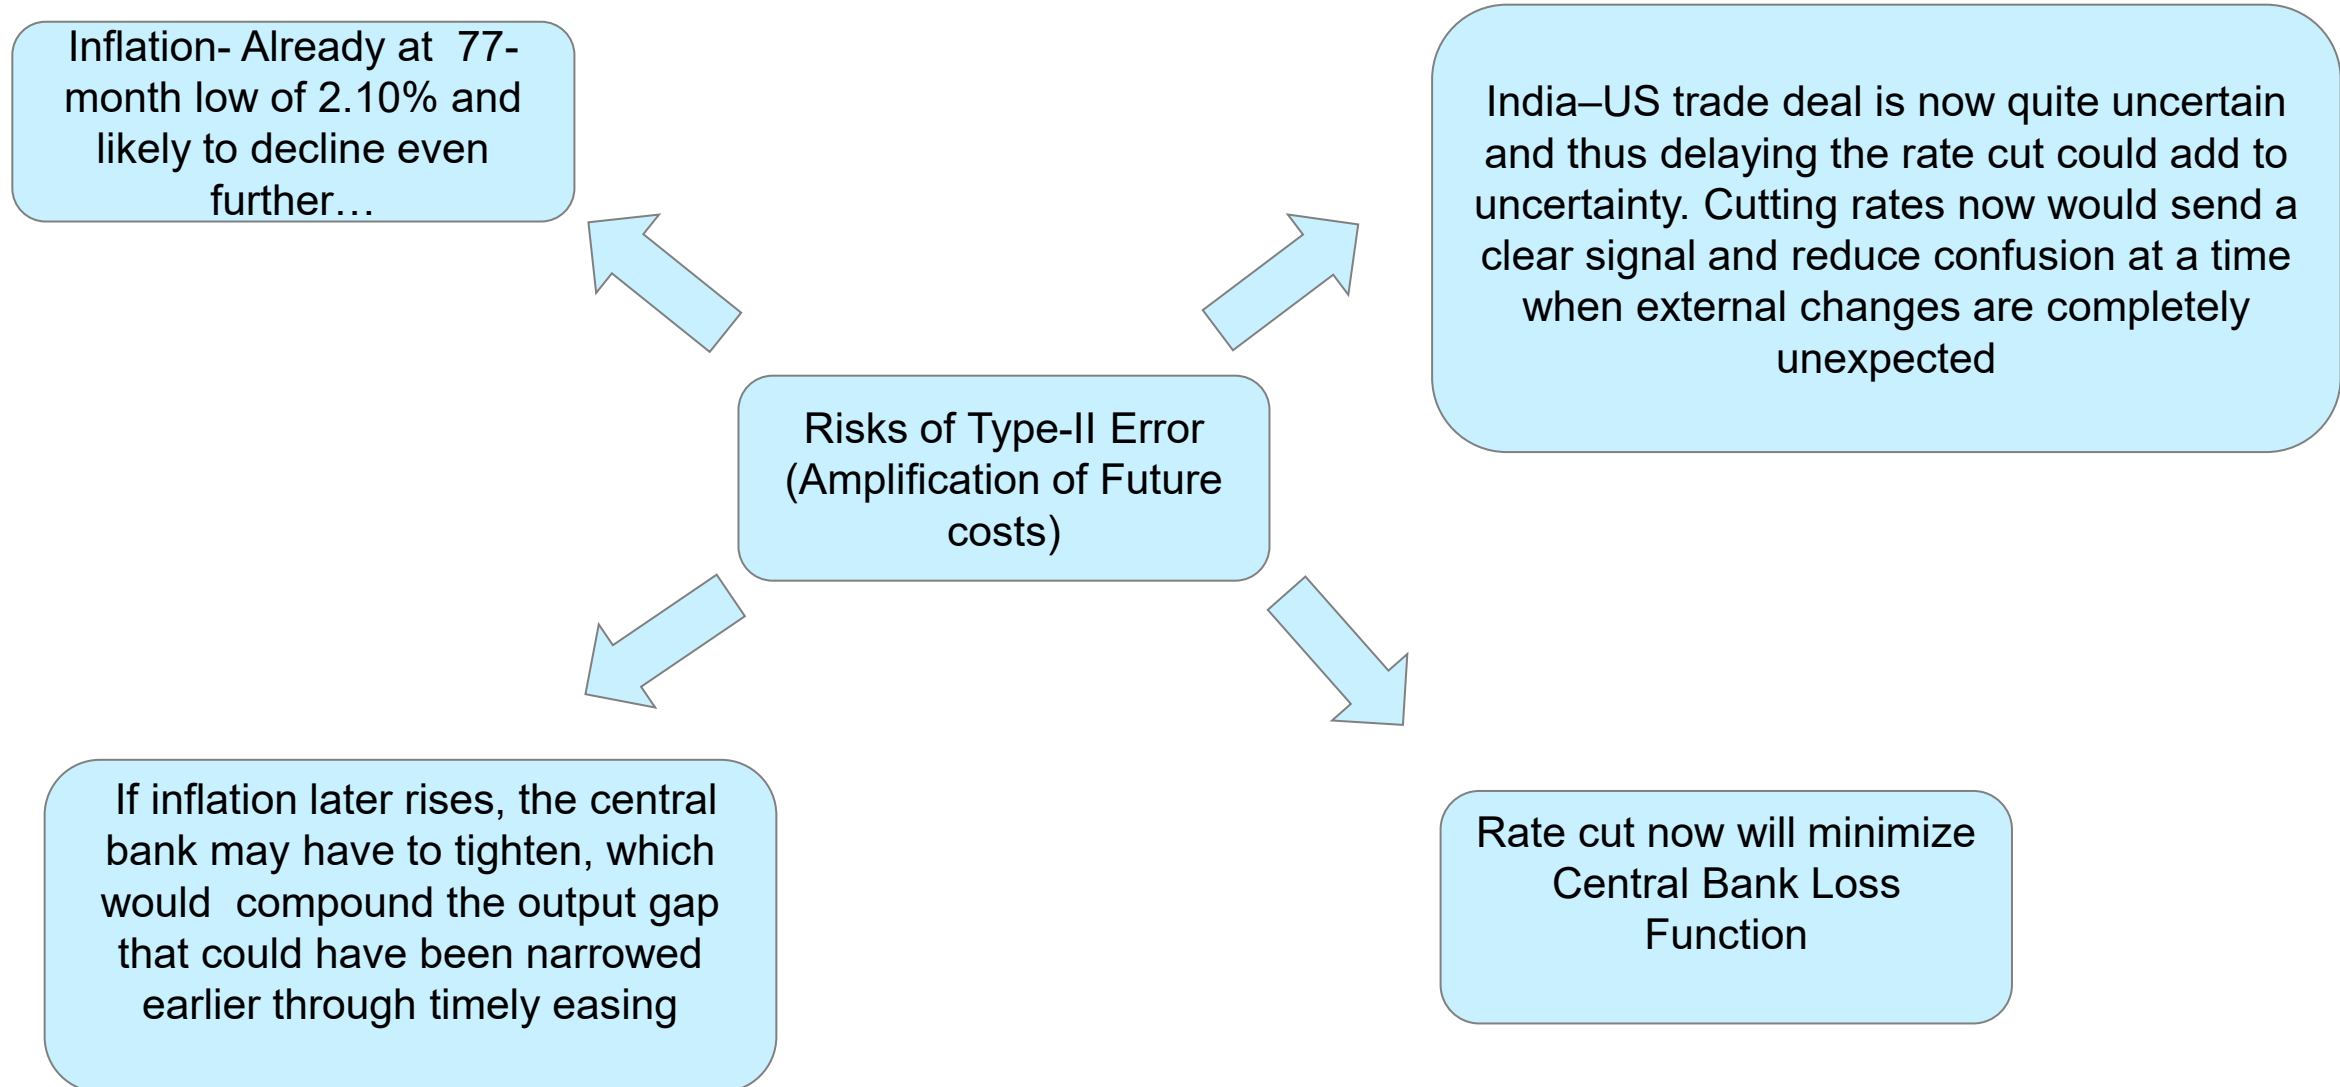 Inflation- Already at  77-
month low of 2.10% and
likely to decline even
further…
India–US trade deal is now quite uncertain
and thus delaying the rate cut could add to
uncertainty. Cutting rates now would send a
clear signal and reduce confusion at a time
when external changes are completely
unexpected
Risks of Type-II Error
(Amplification of Future
costs)
If inflation later rises, the central
bank may have to tighten, which
would  compound the output gap
that could have been narrowed
earlier through timely easing
Rate cut now will minimize
Central Bank Loss
Function